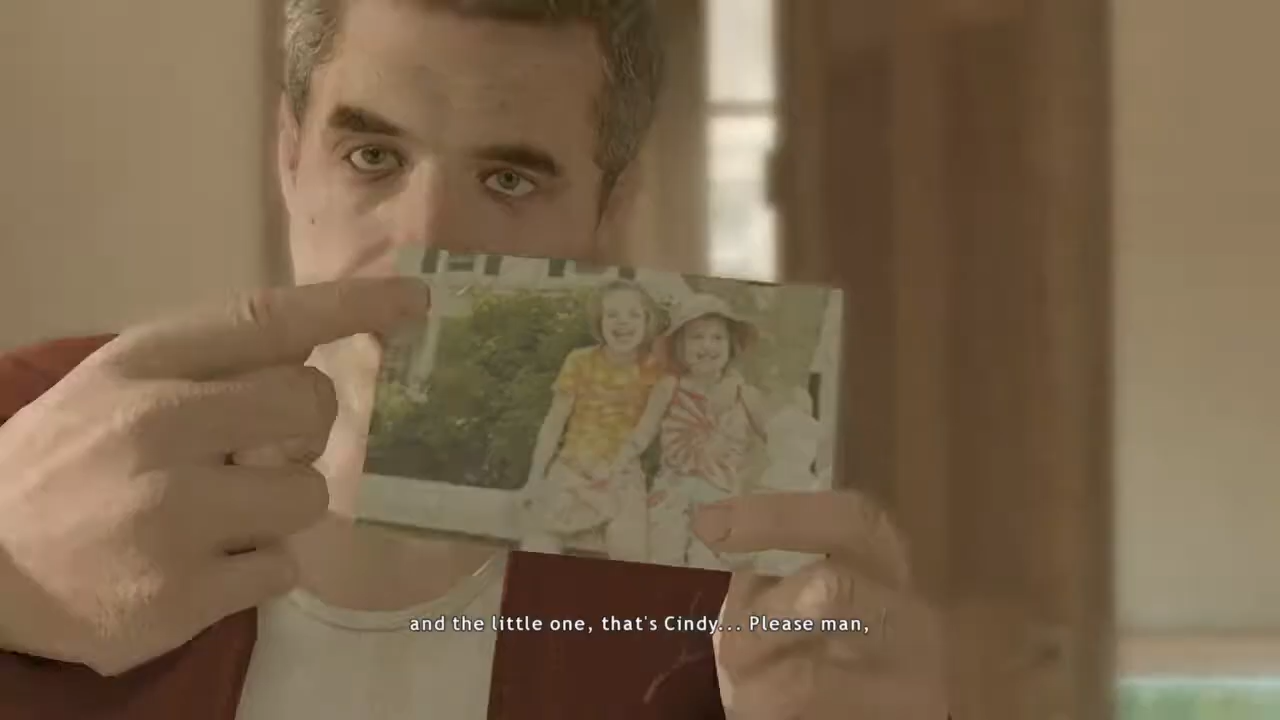 and the little one, that's Cindy... Please man,